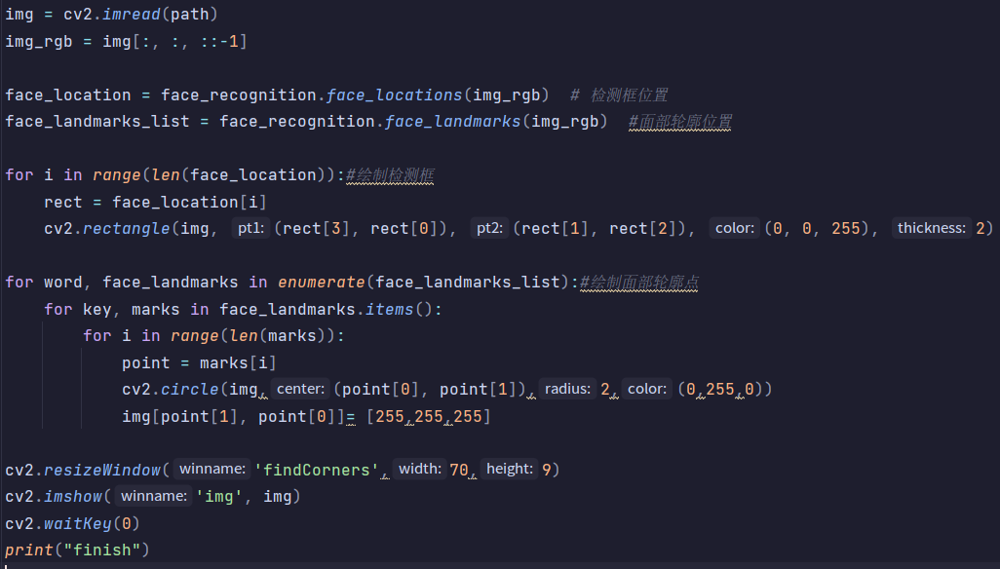 img = cv2.imread(path)
img_rgb = img[:, :, ::-1]
face_location = face_recognition.face_locations(img_rgb)  # 检测框位置
face_landmarks_list = face_recognition.face_landmarks(img_rgb)  #面部轮廓位置
for i in range(len(face_location)):#绘制检测框
    rect = face_location[i]
    cv2.rectangle(img, pt1: (rect[3], rect[0]), pt2: (rect[1], rect[2]), color: (0, 0, 255), thickness: 2)
for word, face_landmarks in enumerate(face_landmarks_list):#绘制面部轮廓点
    for key, marks in face_landmarks.items():
        for i in range(len(marks)):
            point = marks[i]
            cv2.circle(img, center: (point[0], point[1]), radius: 2, color: (0,255,0))
            img[point[1], point[0]]= [255,255,255]
cv2.resizeWindow( winname: 'findCorners', width: 70, height: 9)
cv2.imshow( winname: 'img', img)
cv2.waitKey(0)
print("finish")